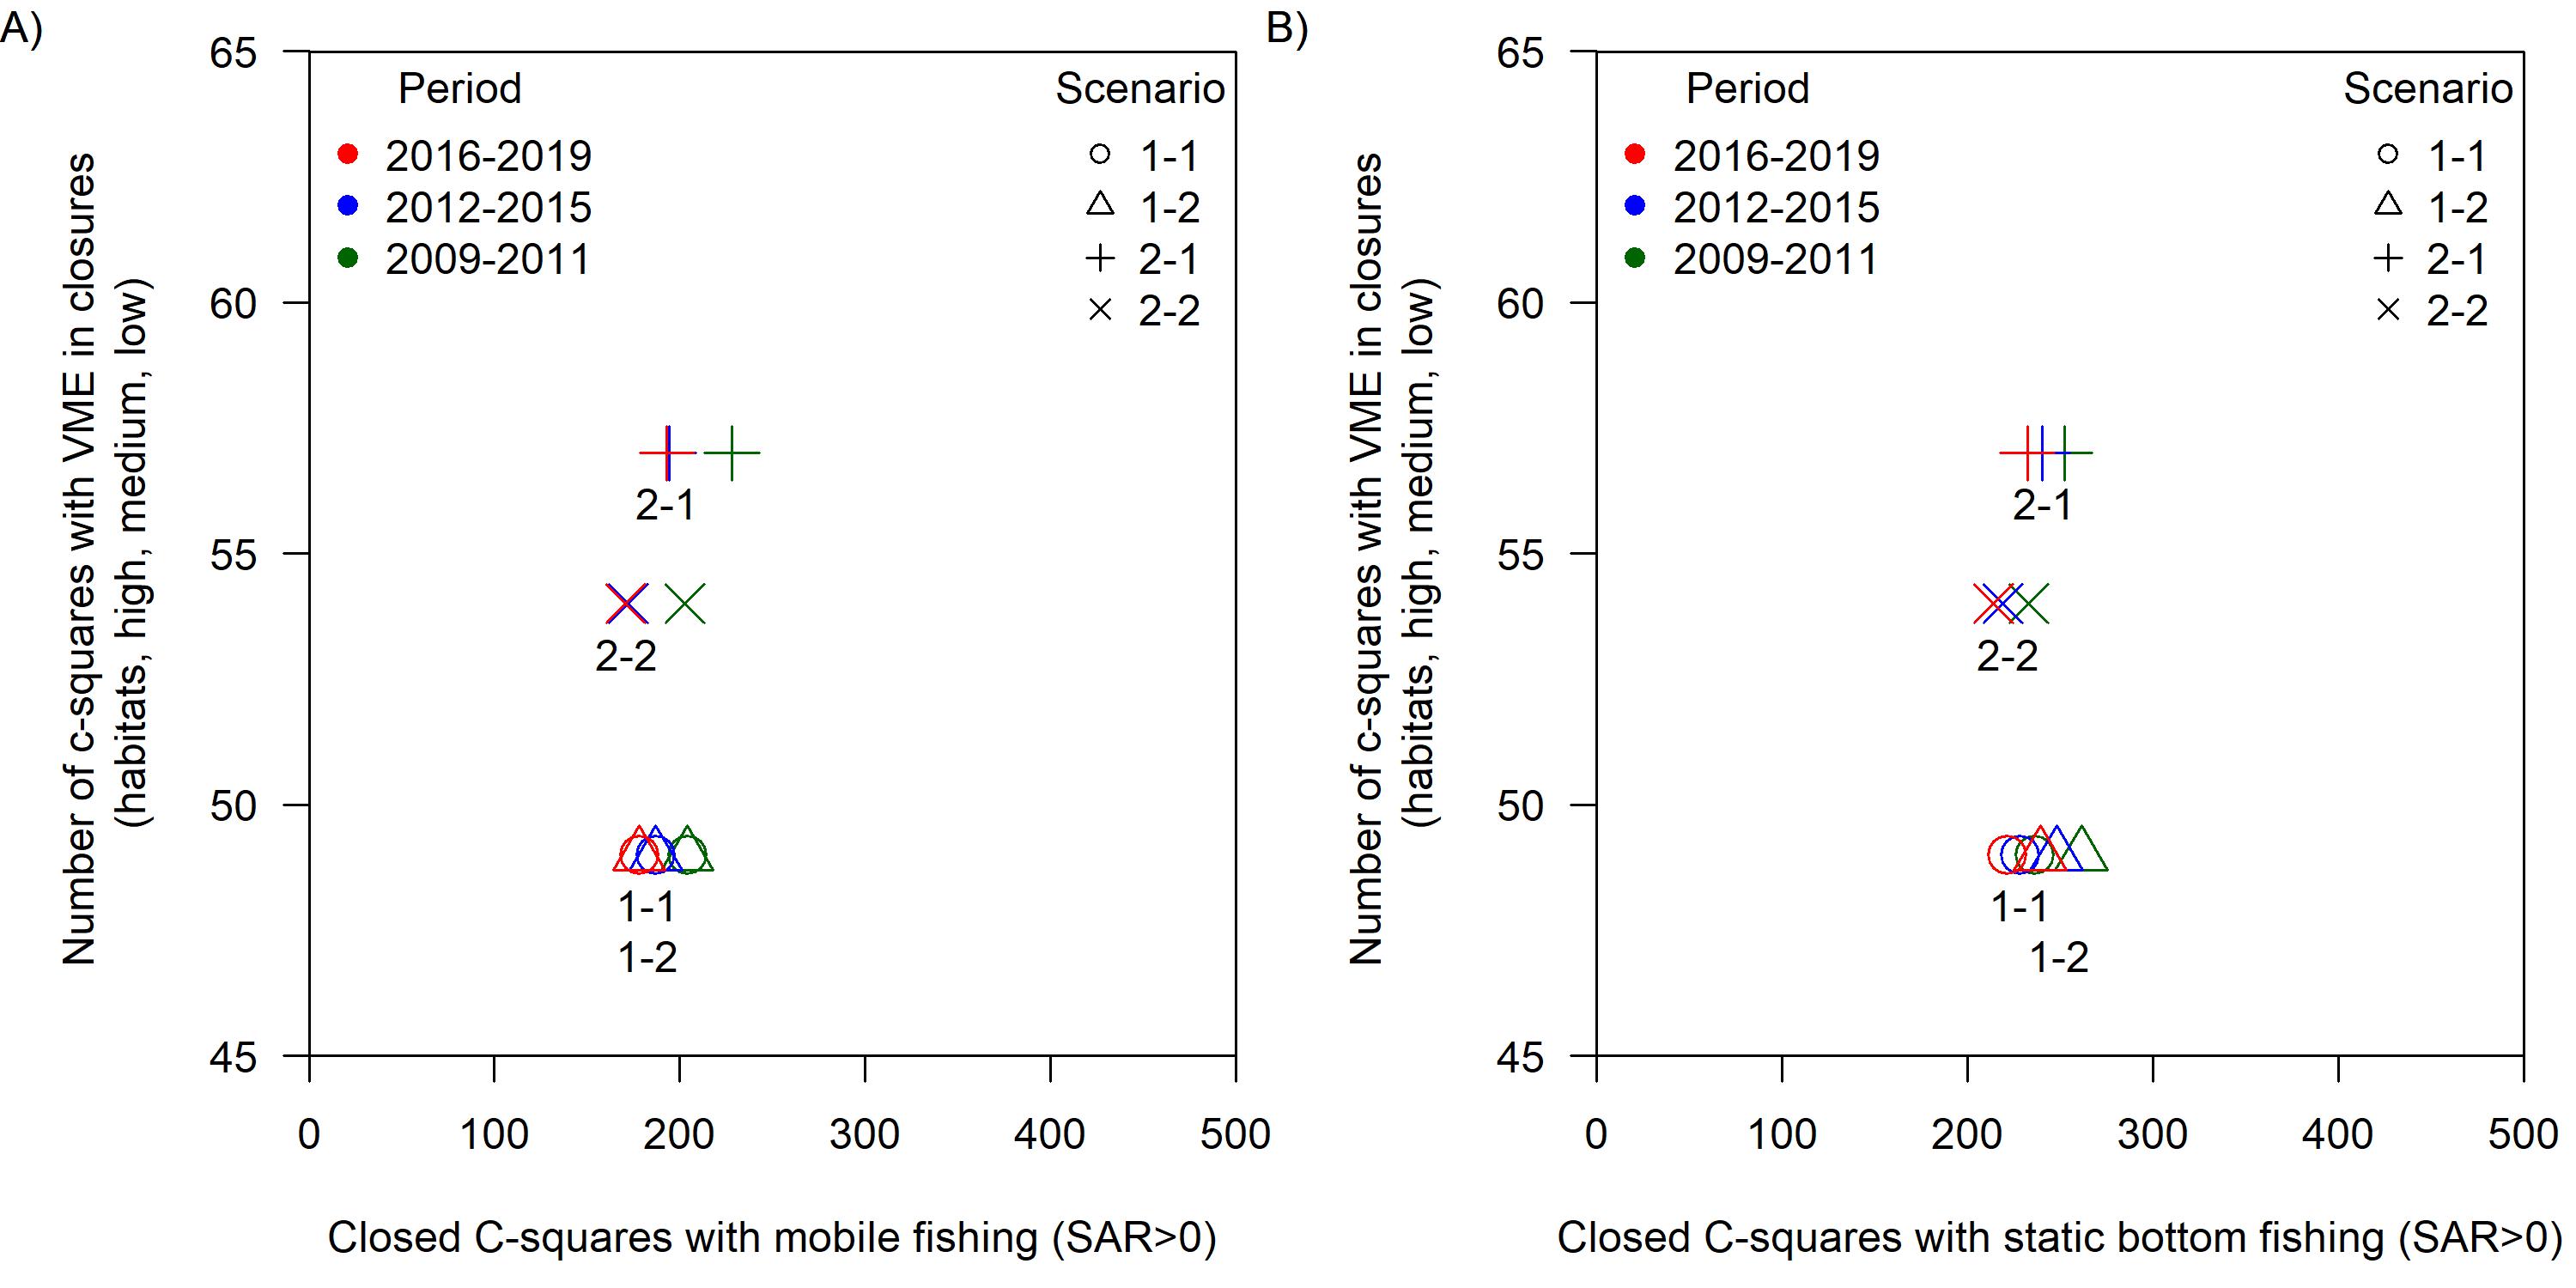 A)
Number of c-squares with VME in closures
(habitats, high, medium, low)
65
60
55
50
45
Period
2016-2019
2012-2015
2009-2011
Scenario
1-1
1-2
2-1
2-2
2-1
2-2
1-1
1-2
0 100 200 300 400 500
Closed C-squares with mobile fishing (SAR>0)
B)
Number of c-squares with VME in closures
(habitats, high, medium, low)
65
60
55
50
45
Period
2016-2019
2012-2015
2009-2011
Scenario
1-1
1-2
2-1
2-2
2-1
2-2
1-1
1-2
0 100 200 300 400 500
Closed C-squares with static bottom fishing (SAR>0)